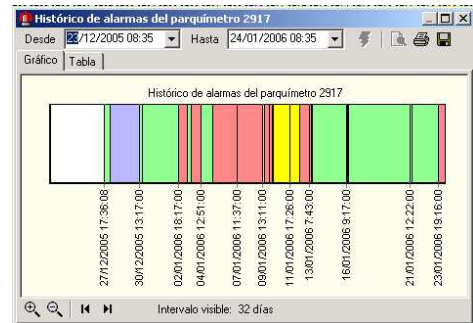 Histórico de alarmas del parquímetro 2917
Desde 23/12/2005 08:35 Hasta 24/01/2006 08:35
Gráfico Tabla
Histórico de alarmas del parquímetro 2917
27/12/2005 17:36:08
30/12/2005 13:17:00
02/01/2006 18:17:00
04/01/2006 12:51:00
07/01/2006 11:37:00
09/01/2006 13:11:00
11/01/2006 17:26:00
13/01/2006 7:43:00
16/01/2006 9:17:00
21/01/2006 12:22:00
23/01/2006 19:16:00
Intervalo visible: 32 días